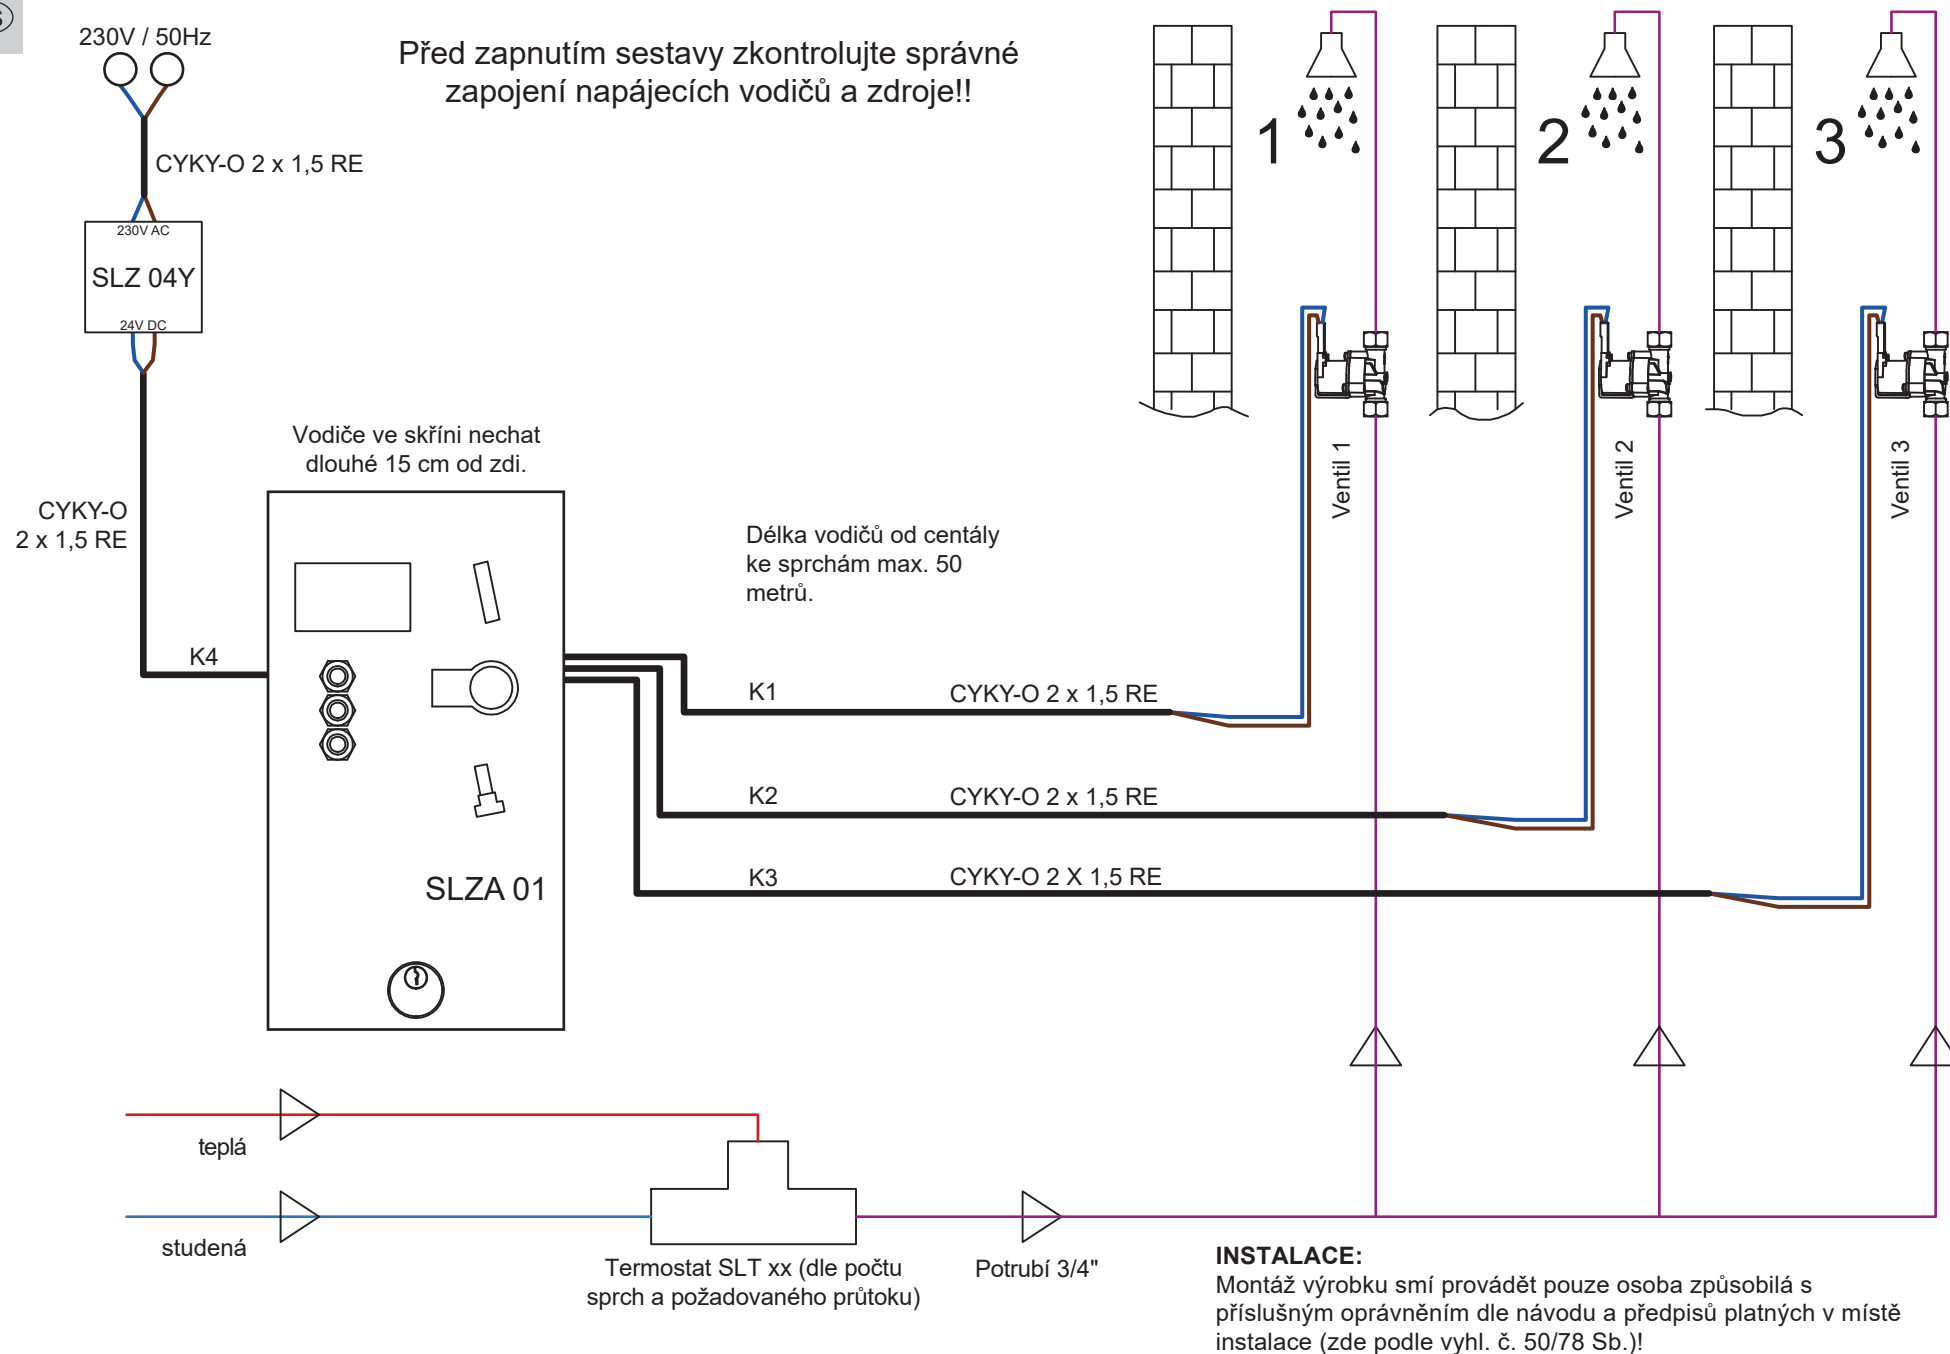 230V / 50Hz
Před zapnutím sestavy zkontrolujte správné
zapojení napájecích vodičů a zdroje!!
1
2
3
CYKY-O 2 x 1,5 RE
230V AC
SLZ 04Y
24V DC
Vodiče ve skříni nechat
dlouhé 15 cm od zdi.
Ventil 1
Ventil 2
Ventil 3
CYKY-O
2 x 1,5 RE
Délka vodičů od centály
ke sprchám max. 50
metrů.
K4
K1
CYKY-O 2 x 1,5 RE
K2
CYKY-O 2 x 1,5 RE
K3
CYKY-O 2 X 1,5 RE
SLZA 01
teplá
studená
Termostat SLT xx (dle počtu
sprch a požadovaného průtoku)
Potrubí 3/4"
INSTALACE:
Montáž výrobku smí provádět pouze osoba způsobilá s
příslušným oprávněním dle návodu a předpisů platných v místě
instalace (zde podle vyhl. č. 50/78 Sb.)!